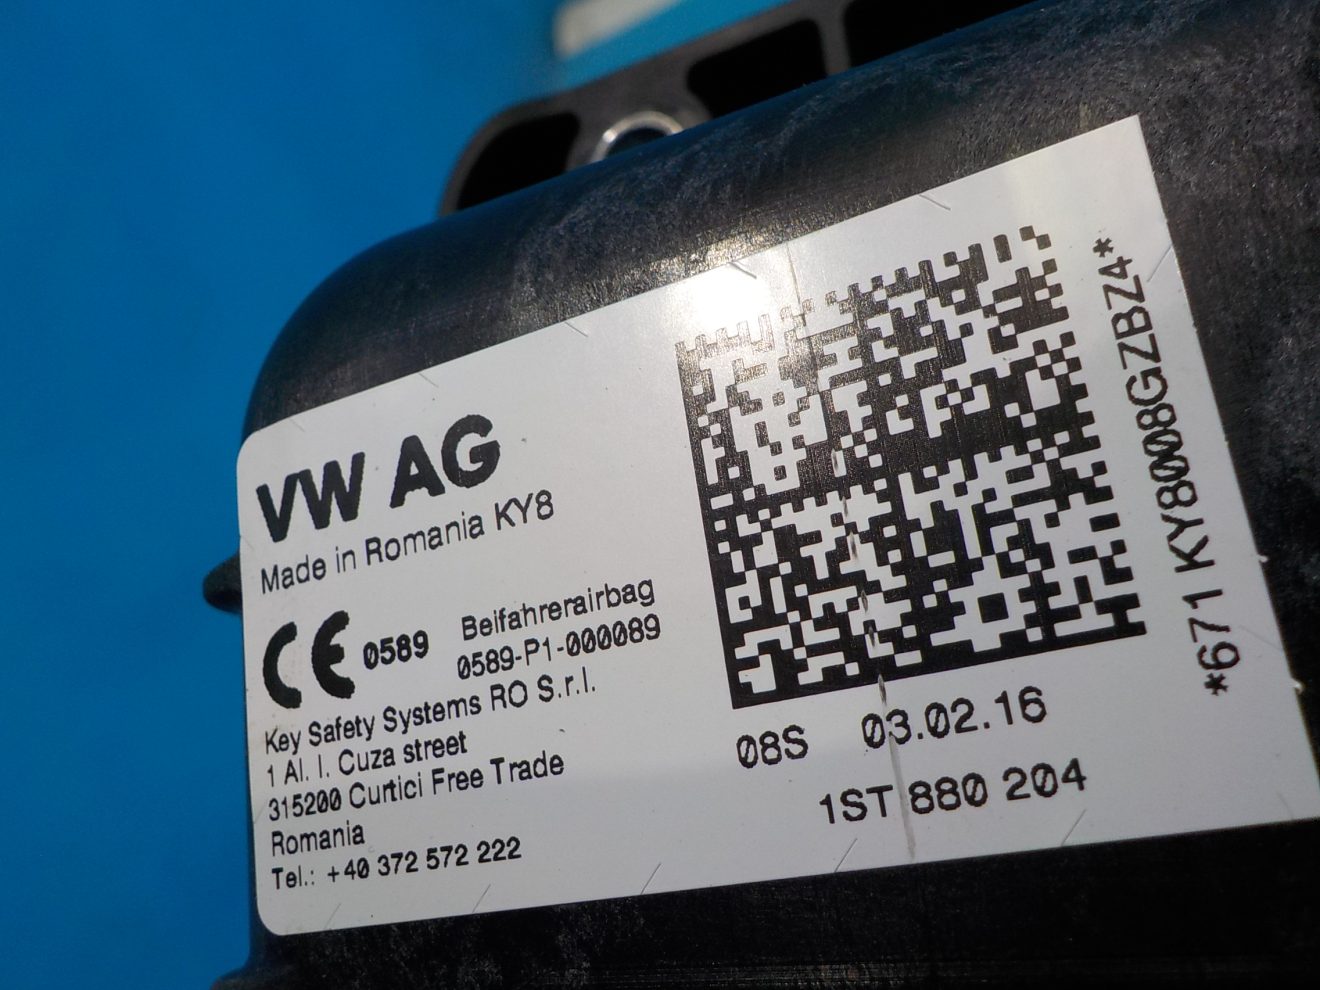 VW AG
Made in Romania KY8
CE 0589 Beifahrerairbag
0589-P1-000089
Key Safety Systems RO S.r.l.
1 Al. I. Cuza street
315200 Curtici Free Trade
Romania
Tel.: +40 372 572 222
08S 03.02.16
1ST 880 204
*671 KY8008GZBZ4*